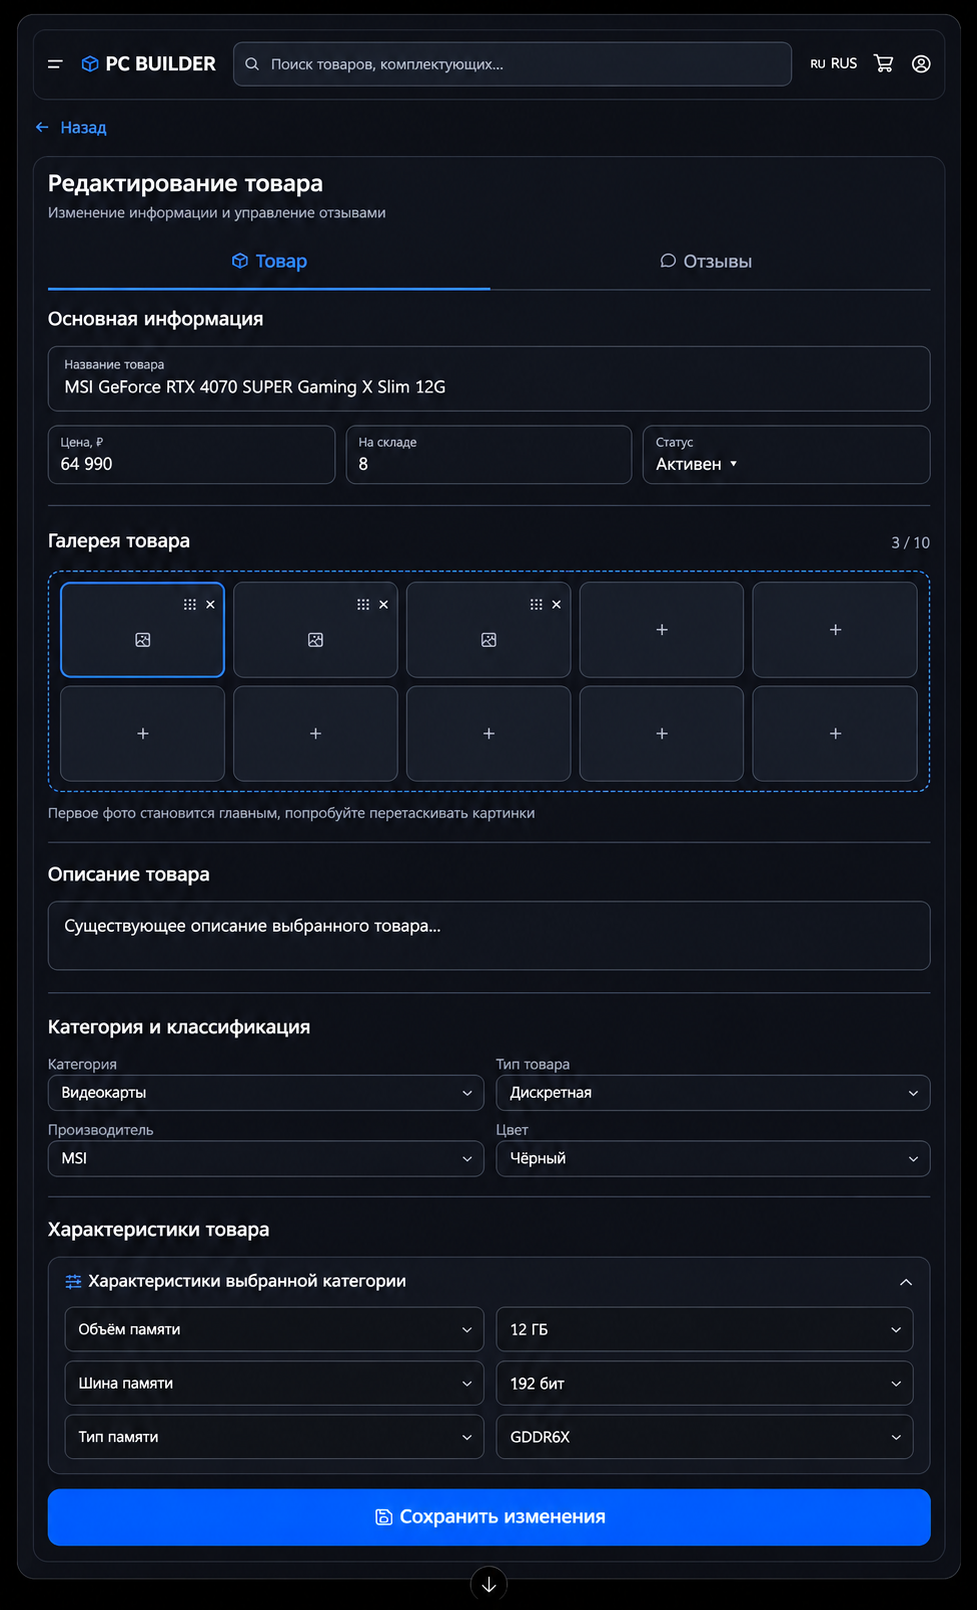 PC BUILDER
Поиск товаров, комплектующих...
RU RUS
Назад
Редактирование товара
Изменение информации и управление отзывами
Товар
Отзывы
Основная информация
Название товара
MSI GeForce RTX 4070 SUPER Gaming X Slim 12G
Цена, ₽
64 990
На складе
8
Статус
Активен
Галерея товара
3 / 10
Первое фото становится главным, попробуйте перетаскивать картинки
Описание товара
Существующее описание выбранного товара...
Категория и классификация
Категория
Видеокарты
Тип товара
Дискретная
Производитель
MSI
Цвет
Чёрный
Характеристики товара
Характеристики выбранной категории
Объём памяти
12 ГБ
Шина памяти
192 бит
Тип памяти
GDDR6X
Сохранить изменения